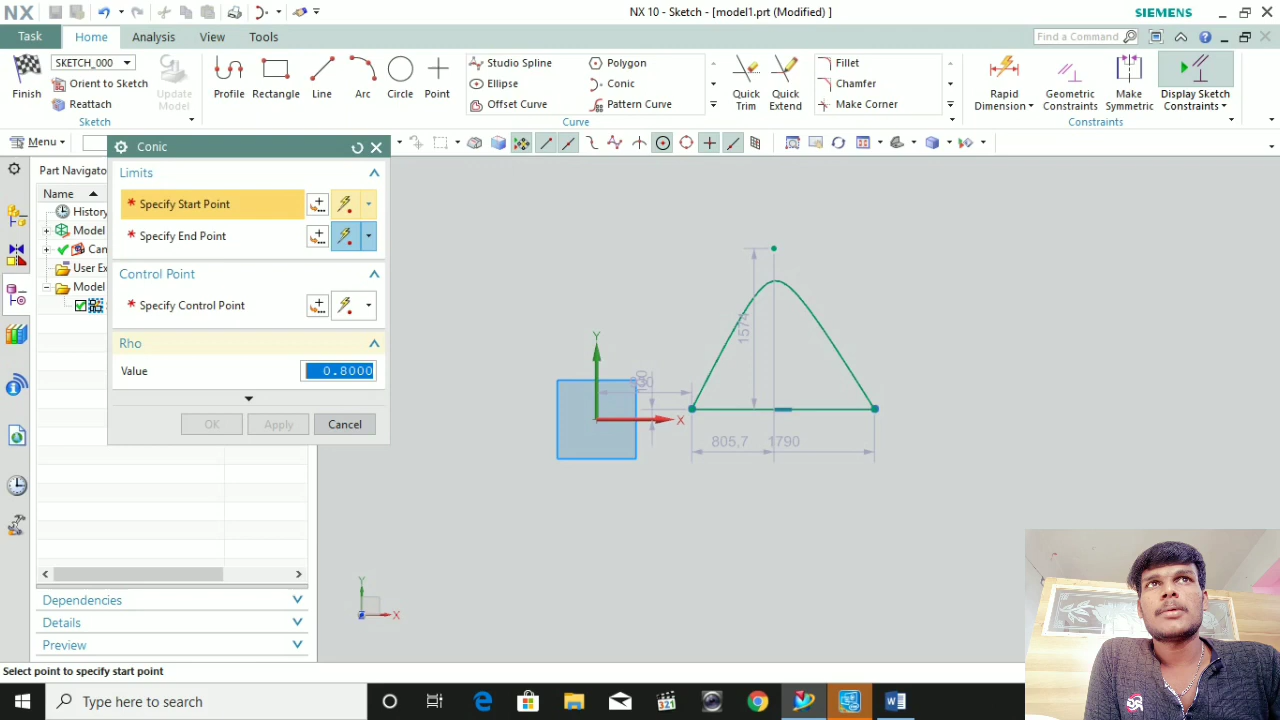 NX
NX 10 - Sketch - [model1.prt (Modified) ]
SIEMENS
Task
Home
Analysis
View
Tools
Find a Command
Finish
SKETCH_000
Orient to Sketch
Reattach
Update
Model
Profile
Rectangle
Line
Arc
Circle
Point
Studio Spline
Ellipse
Offset Curve
Polygon
Conic
Pattern Curve
Quick
Trim
Quick
Extend
Fillet
Chamfer
Make Corner
Rapid
Dimension
Geometric
Constraints
Make
Symmetric
Display Sketch
Constraints
Sketch
Curve
Constraints
Menu
Part Navigato
Name
History
Model
Can
User Ex
Model
Conic
Limits
* Specify Start Point
* Specify End Point
Control Point
* Specify Control Point
Rho
Value
0.8000
OK
Apply
Cancel
1574
Y
X
805,7
1790
Y
X
Dependencies
Details
Preview
Select point to specify start point
Type here to search
321